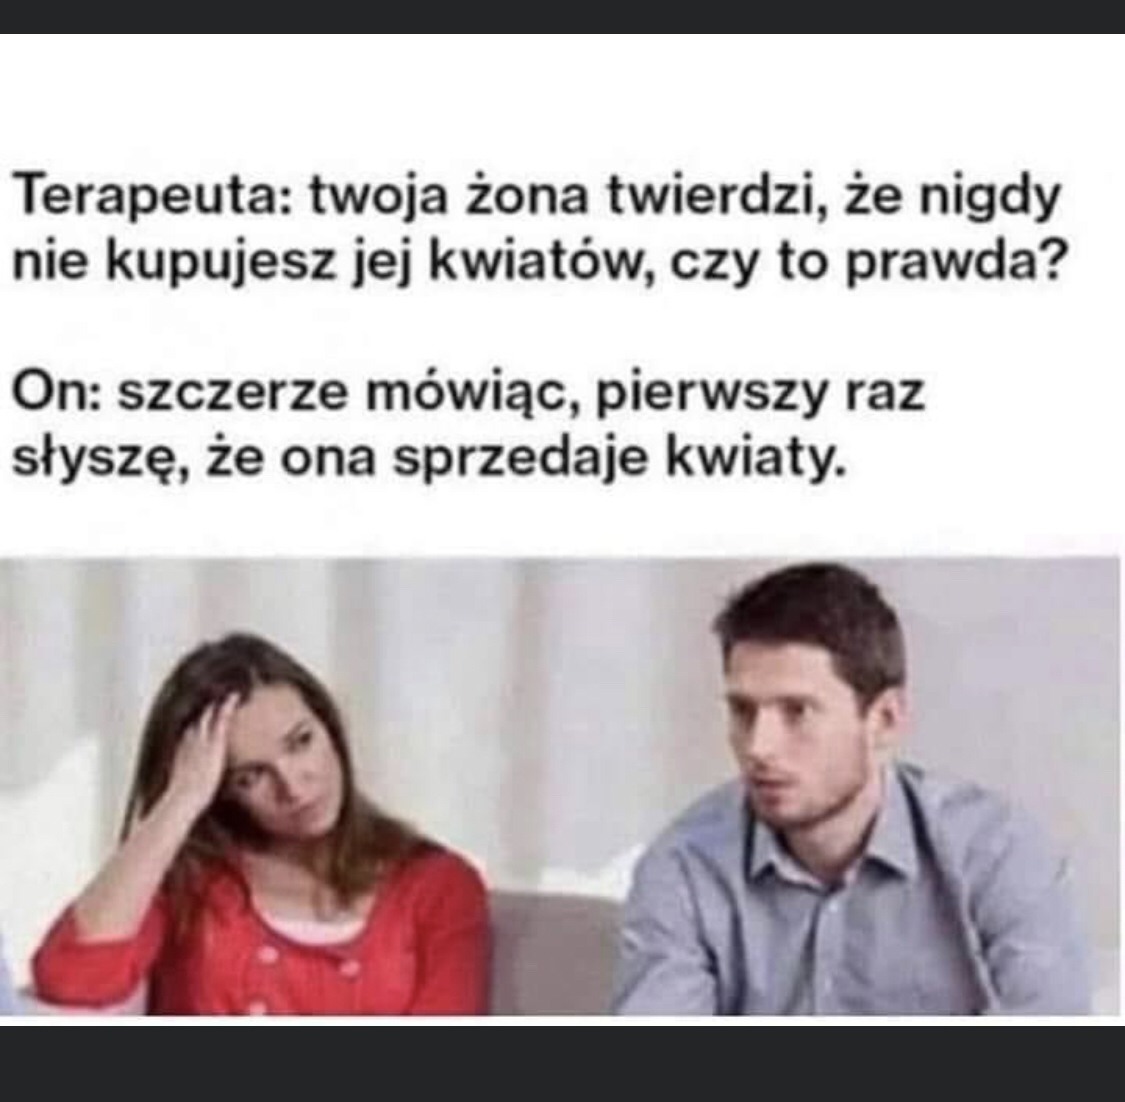 Terapeuta: twoja żona twierdzi, że nigdy
nie kupujesz jej kwiatów, czy to prawda?
On: szczerze mówiąc, pierwszy raz
słyszę, że ona sprzedaje kwiaty.